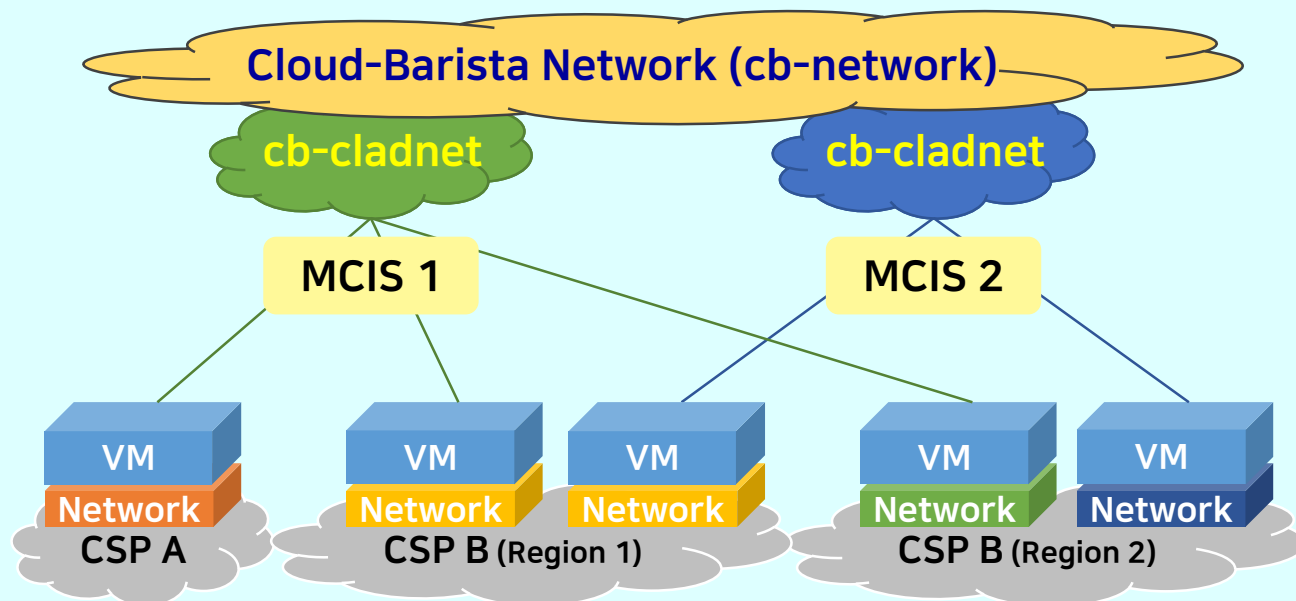 Cloud-Barista Network (cb-network)
cb-cladnet
cb-cladnet
MCIS 1
MCIS 2
VM
VM
VM
VM
VM
Network
Network
Network
Network
Network
CSP A
CSP B (Region 1)
CSP B (Region 2)